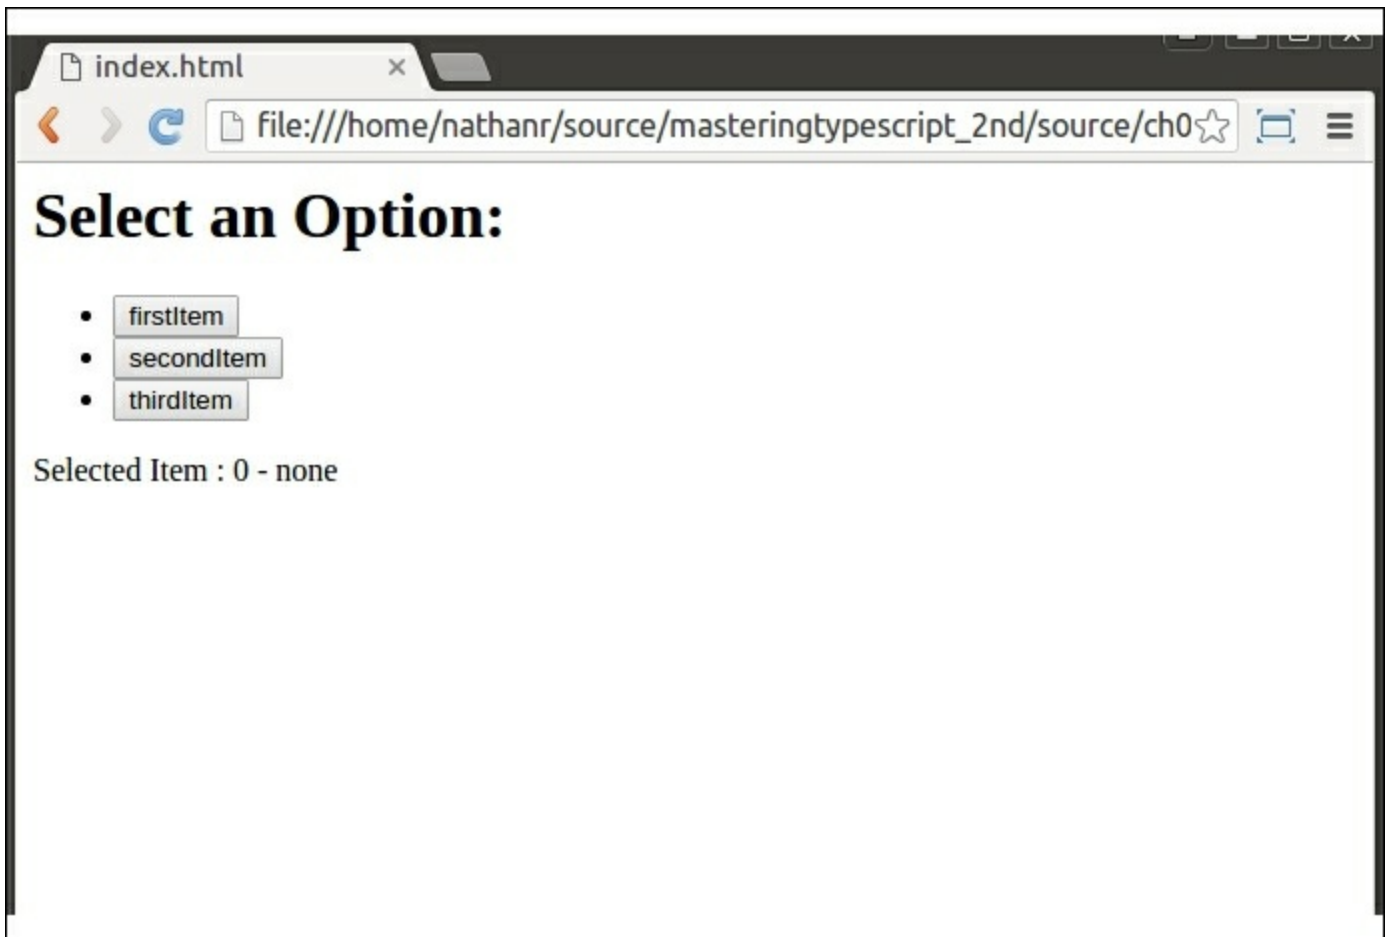 index.html
file:///home/nathanr/source/masteringtypescript_2nd/source/ch0
Select an Option:
firstItem
secondItem
thirdItem
Selected Item : 0 - none